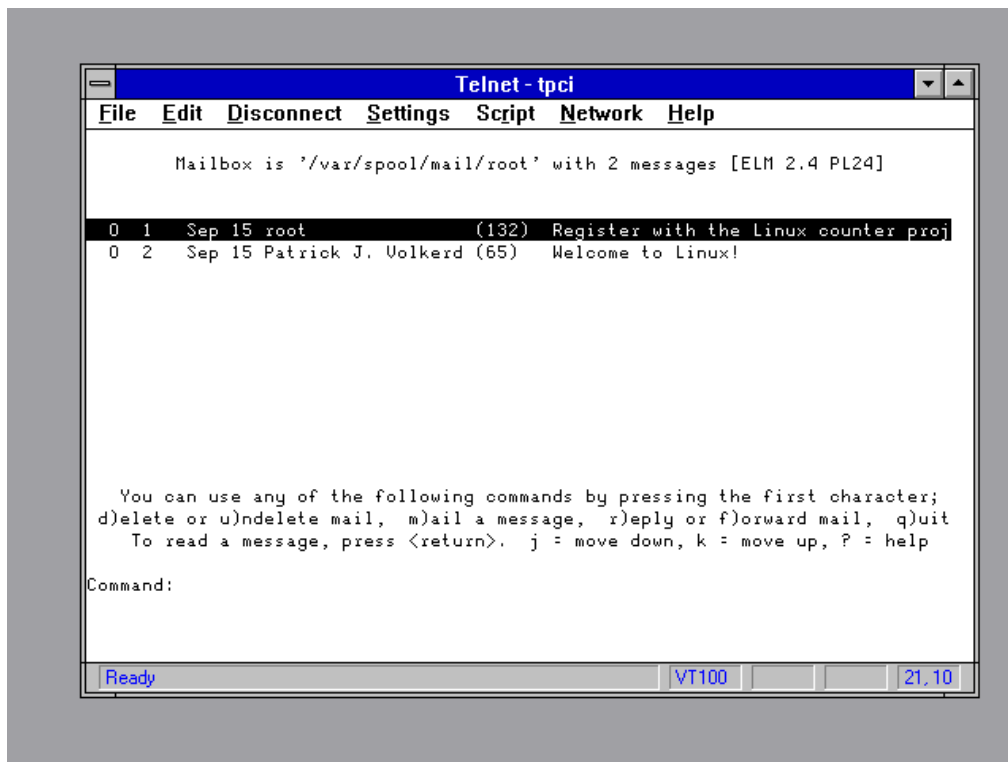 Telnet - tpci
File Edit Disconnect Settings Script Network Help
Mailbox is '/var/spool/mail/root' with 2 messages [ELM 2.4 PL24]
O 1 Sep 15 root (132) Register with the Linux counter proj
O 2 Sep 15 Patrick J. Volkerd (65) Welcome to Linux!
You can use any of the following commands by pressing the first character;
d)elete or u)ndelete mail, m)ail a message, r)eply or f)orward mail, q)uit
To read a message, press <return>. j = move down, k = move up, ? = help
Command:
Ready VT100 21, 10